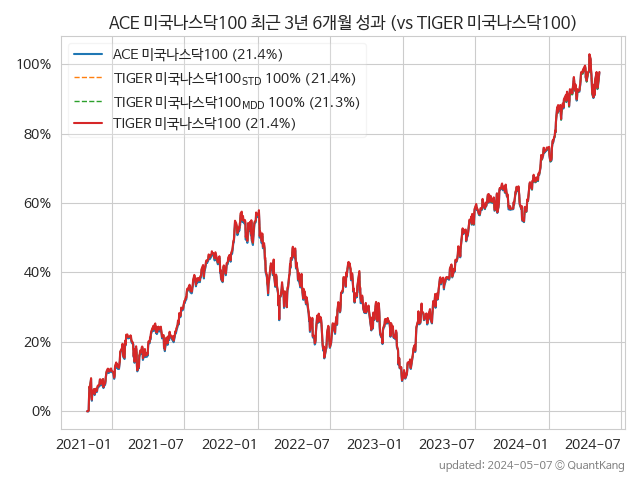 ACE 미국나스닥100 최근 3년 6개월 성과 (vs TIGER 미국나스닥100)
ACE 미국나스닥100 (21.4%)
TIGER 미국나스닥100STD 100% (21.4%)
TIGER 미국나스닥100MDD 100% (21.3%)
TIGER 미국나스닥100 (21.4%)
100%
80%
60%
40%
20%
0%
2021-01 2021-07 2022-01 2022-07 2023-01 2023-07 2024-01 2024-07
updated: 2024-05-07 © QuantKang